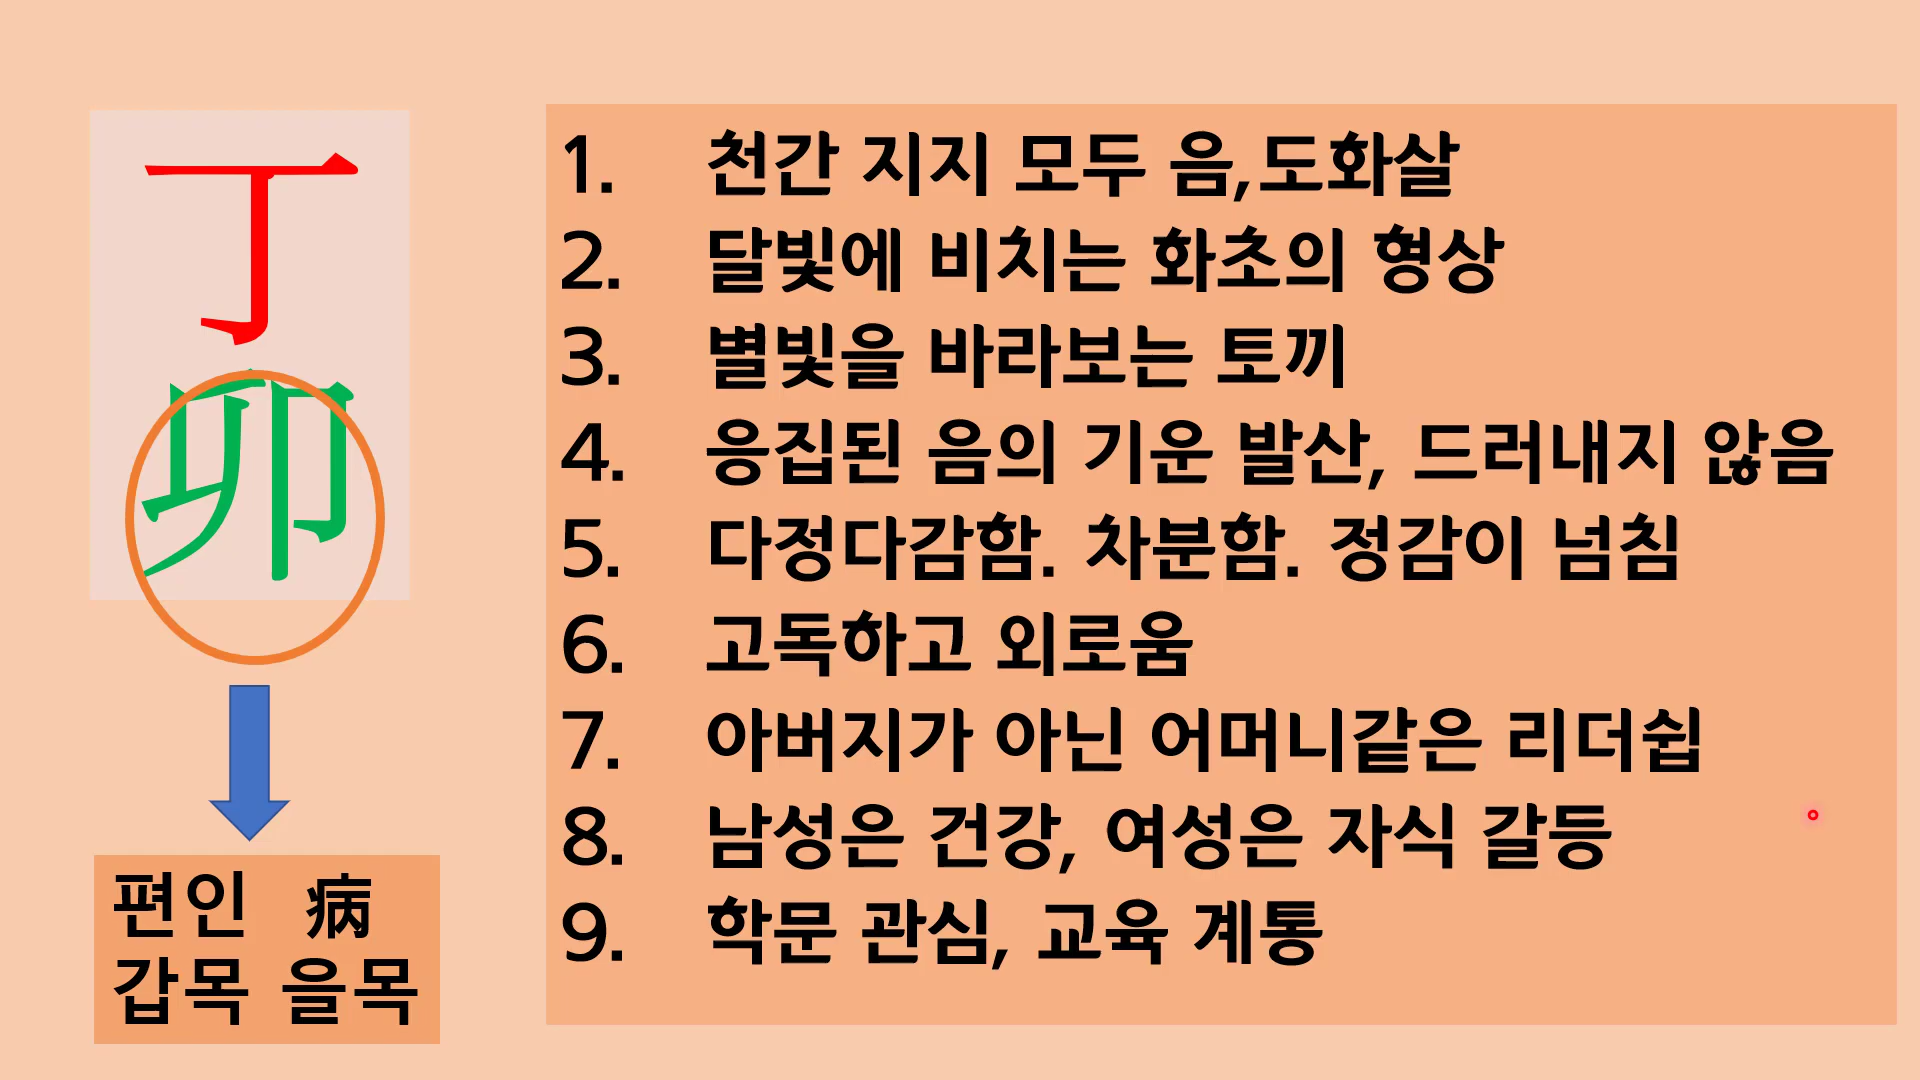 丁
卯
편인 病
갑목 을목
1. 천간 지지 모두 음,도화살
2. 달빛에 비치는 화초의 형상
3. 별빛을 바라보는 토끼
4. 응집된 음의 기운 발산, 드러내지 않음
5. 다정다감함. 차분함. 정감이 넘침
6. 고독하고 외로움
7. 아버지가 아닌 어머니같은 리더쉽
8. 남성은 건강, 여성은 자식 갈등
9. 학문 관심, 교육 계통